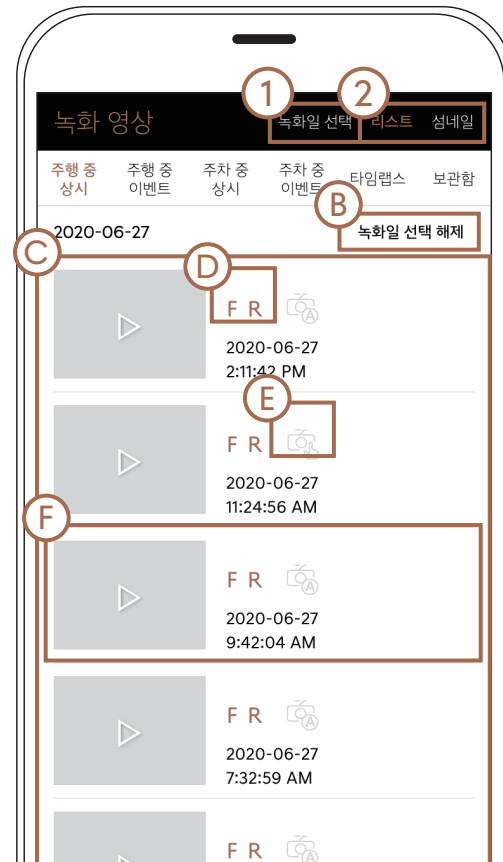 1 2
녹화 영상 녹화일 선택 리스트 섬네일
주행 중 상시 주행 중 이벤트 주차 중 상시 주차 중 이벤트 타임랩스 보관함
B
2020-06-27 녹화일 선택 해제
C
D
F R A
2020-06-27
2:11:42 PM
E
F R
2020-06-27
11:24:56 AM
F
F R A
2020-06-27
9:42:04 AM
F R A
2020-06-27
7:32:59 AM
F R A